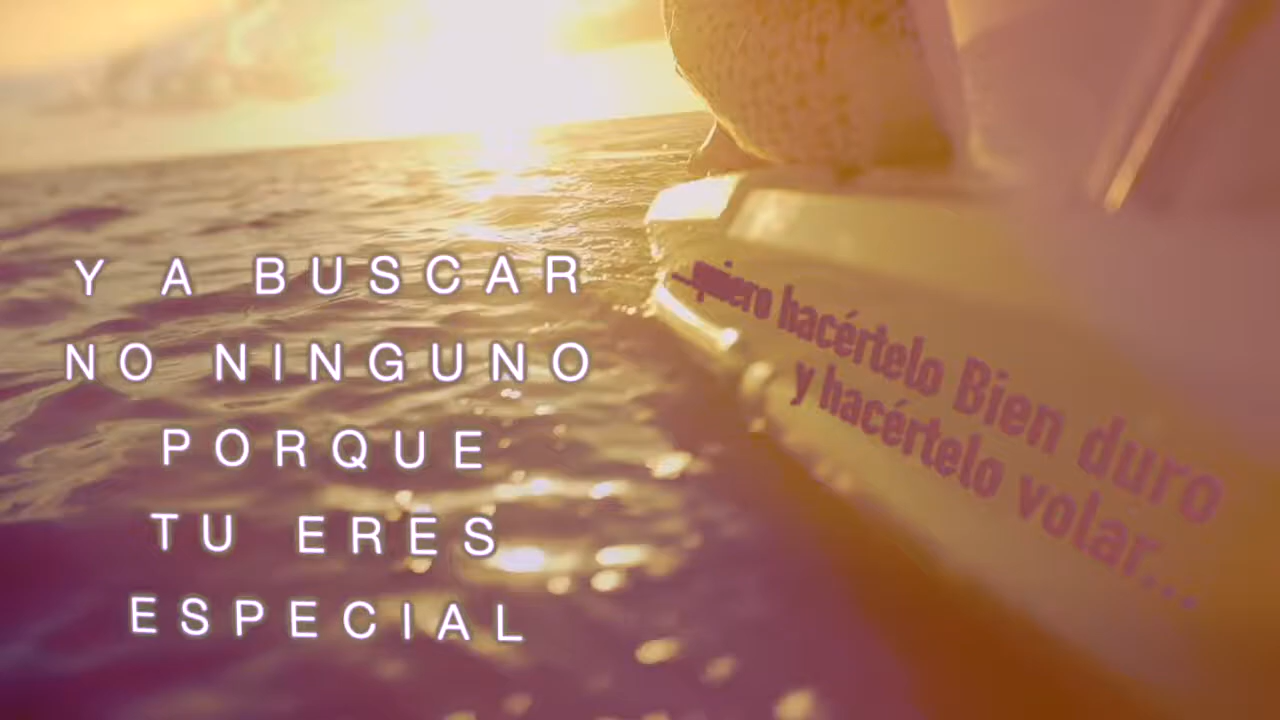 Y A BUSCAR
NO NINGUNO
PORQUE
TU ERES
ESPECIAL
...quiero hacértelo Bien duro
y hacértelo volar...